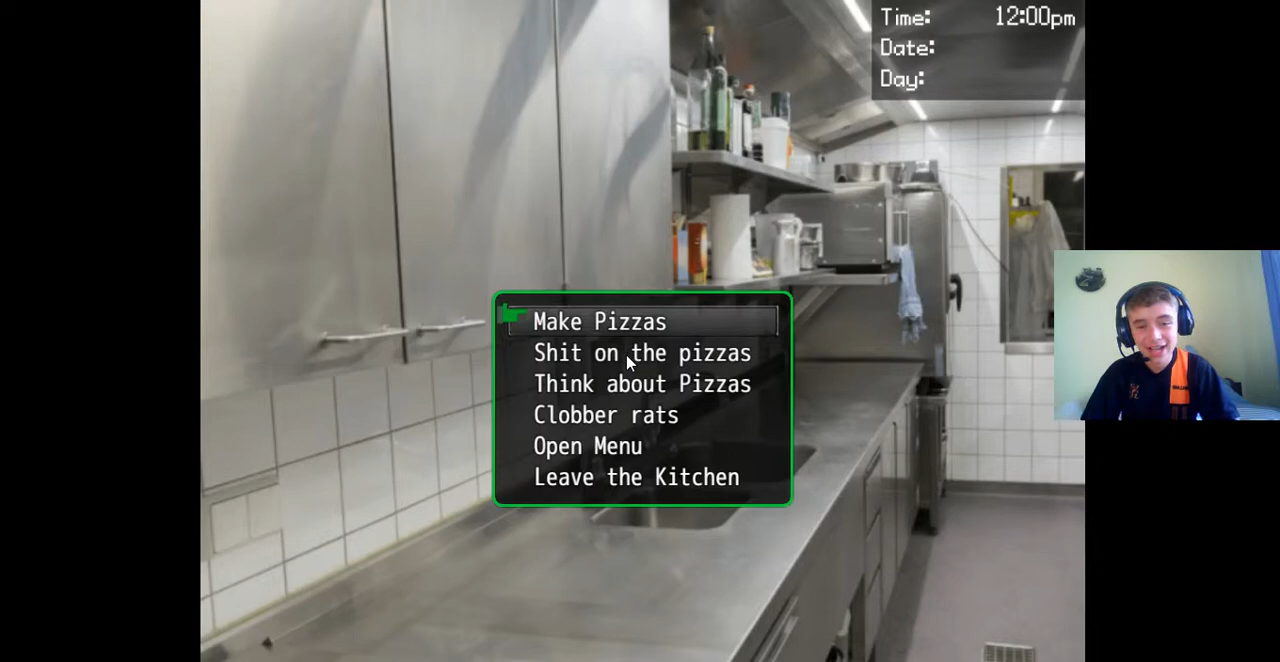 Time: 12:00pm
Date:
Day:
Make Pizzas
Shit on the pizzas
Think about Pizzas
Clobber rats
Open Menu
Leave the Kitchen